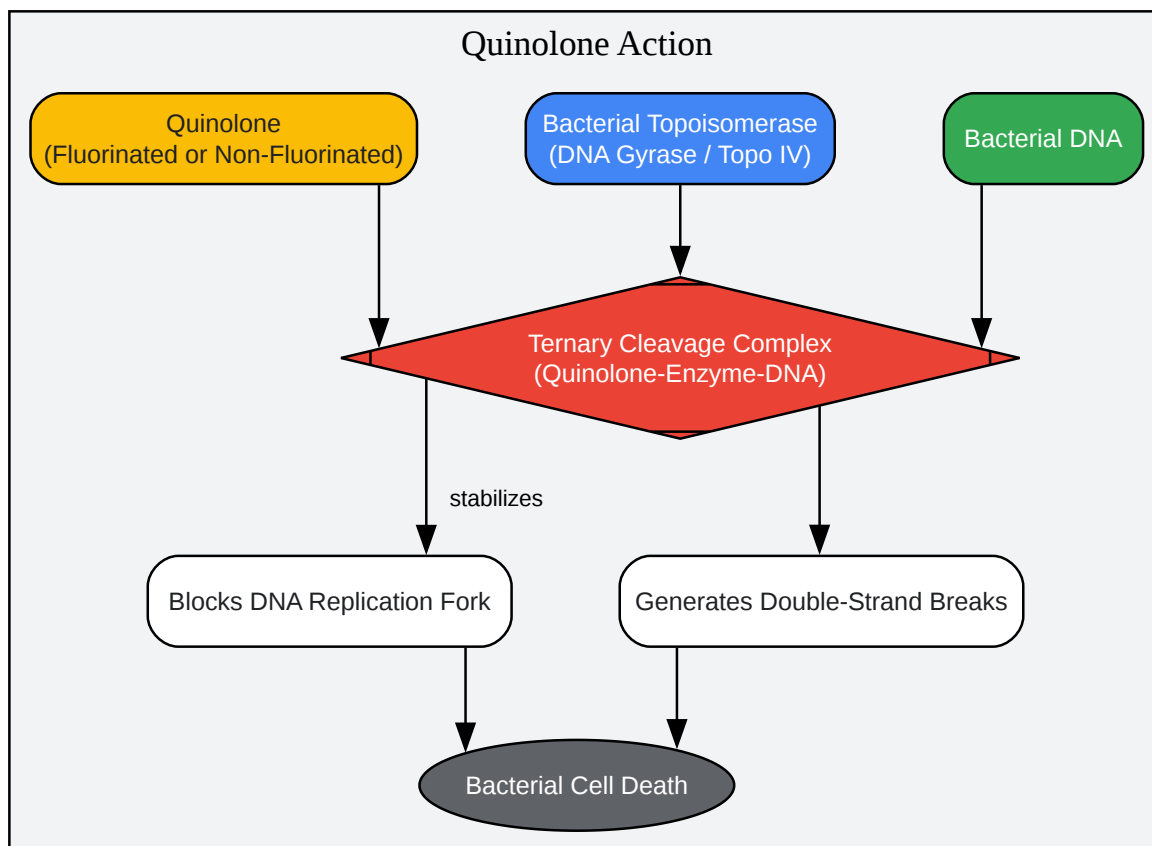 Quinolone Action
Quinolone
(Fluorinated or Non-Fluorinated)
Bacterial Topoisomerase
(DNA Gyrase / Topo IV)
Bacterial DNA
Ternary Cleavage Complex
(Quinolone-Enzyme-DNA)
stabilizes
Blocks DNA Replication Fork
Generates Double-Strand Breaks
Bacterial Cell Death